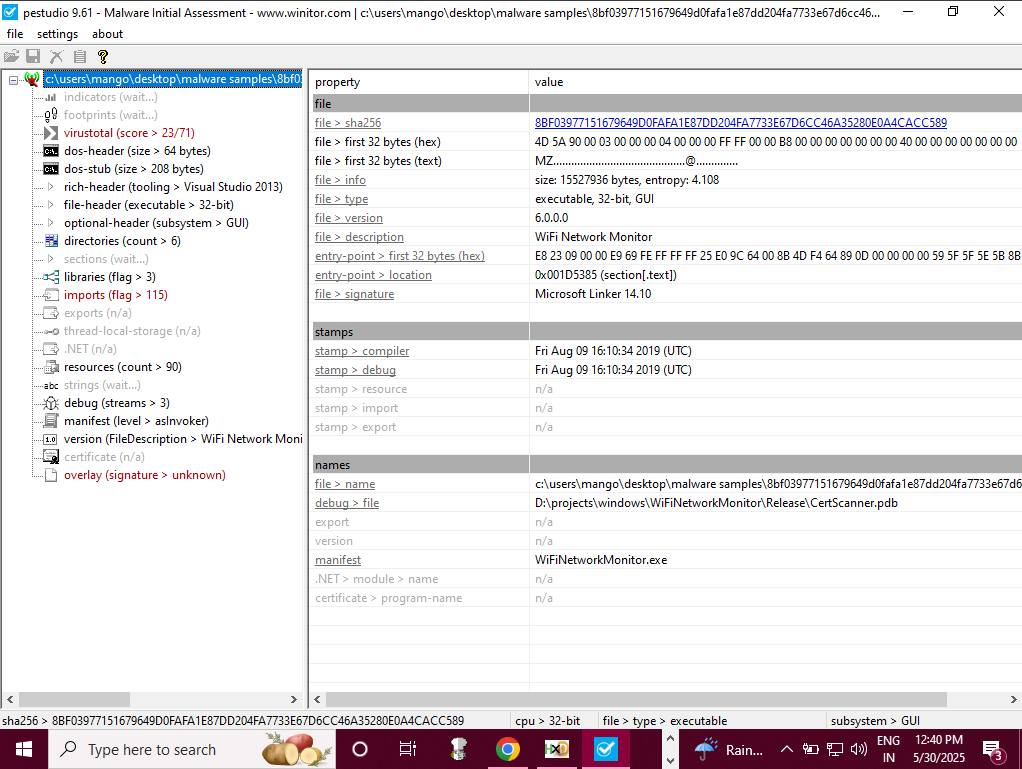 pestudio 9.61 - Malware Initial Assessment - www.winitor.com | c:\users\mango\desktop\malware samples\8bf03977151679649d0fafa1e87dd204fa7733e67d6cc46...
file settings about
c:\users\mango\desktop\malware samples\8bf0
indicators (wait...)
footprints (wait...)
virustotal (score > 23/71)
dos-header (size > 64 bytes)
dos-stub (size > 208 bytes)
rich-header (tooling > Visual Studio 2013)
file-header (executable > 32-bit)
optional-header (subsystem > GUI)
directories (count > 6)
sections (wait...)
libraries (flag > 3)
imports (flag > 115)
exports (n/a)
thread-local-storage (n/a)
.NET (n/a)
resources (count > 90)
abc strings (wait...)
debug (streams > 3)
manifest (level > asInvoker)
1.0 version (FileDescription > WiFi Network Moni
certificate (n/a)
overlay (signature > unknown)
property value
file
file > sha256 8BF03977151679649D0FAFA1E87DD204FA7733E67D6CC46A35280E0A4CACC589
file > first 32 bytes (hex) 4D 5A 90 00 03 00 00 00 04 00 00 00 FF FF 00 00 B8 00 00 00 00 00 00 00 40 00 00 00 00 00 00 00
file > first 32 bytes (text) MZ..............................................@..............
file > info size: 15527936 bytes, entropy: 4.108
file > type executable, 32-bit, GUI
file > version 6.0.0.0
file > description WiFi Network Monitor
entry-point > first 32 bytes (hex) E8 23 09 00 00 E9 69 FE FF FF FF 25 E0 9C 64 00 8B 4D F4 64 89 0D 00 00 00 00 59 5F 5F 5E 5B 8B
entry-point > location 0x001D5385 (section[.text])
file > signature Microsoft Linker 14.10
stamps
stamp > compiler Fri Aug 09 16:10:34 2019 (UTC)
stamp > debug Fri Aug 09 16:10:34 2019 (UTC)
stamp > resource n/a
stamp > import n/a
stamp > export n/a
names
file > name c:\users\mango\desktop\malware samples\8bf03977151679649d0fafa1e87dd204fa7733e67d6
debug > file D:\projects\windows\WiFiNetworkMonitor\Release\CertScanner.pdb
export n/a
version n/a
manifest WiFiNetworkMonitor.exe
.NET > module > name n/a
certificate > program-name n/a
sha256 > 8BF03977151679649D0FAFA1E87DD204FA7733E67D6CC46A35280E0A4CACC589 cpu > 32-bit file > type > executable subsystem > GUI
Type here to search HXD Rain... ENG IN 12:40 PM 5/30/2025 3